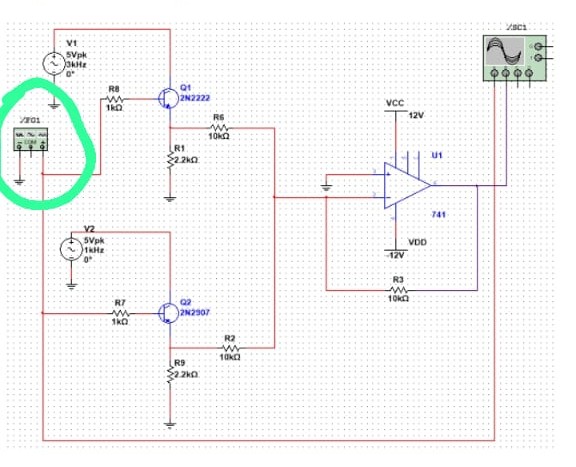 XSC1
V1
5Vpk
3kHz
0°
R8
1kΩ
Q1
2N2222
R6
10kΩ
R1
2.2kΩ
VCC
12V
U1
741
VDD
-12V
R3
10kΩ
XFG1
COM
V2
5Vpk
1kHz
0°
R7
1kΩ
Q2
2N2907
R2
10kΩ
R9
2.2kΩ